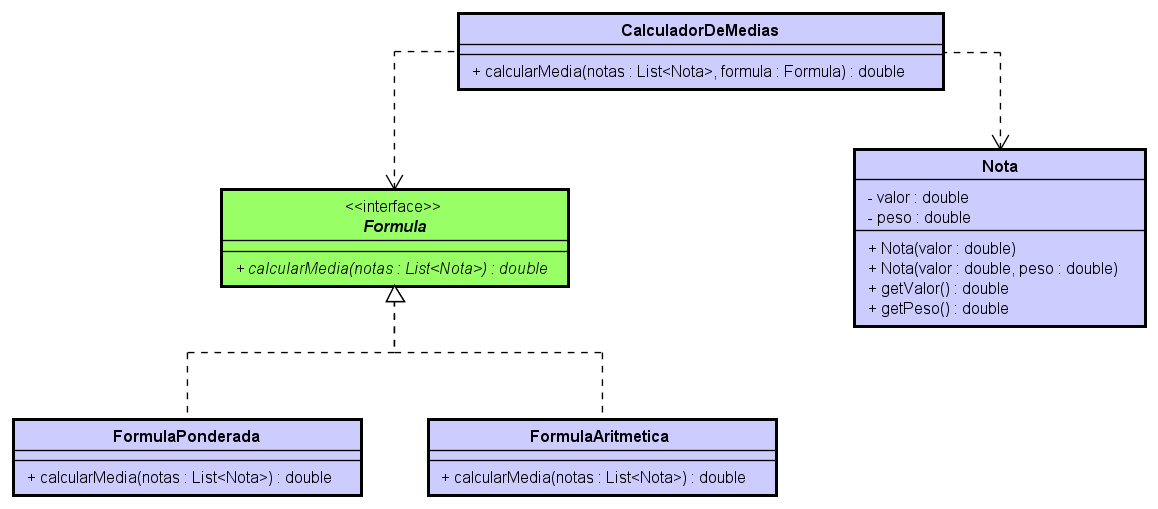 CalculadorDeMedias
+ calcularMedia(notas : List<Nota>, formula : Formula) : double
Nota
- valor : double
- peso : double
+ Nota(valor : double)
+ Nota(valor : double, peso : double)
+ getValor() : double
+ getPeso() : double
<<interface>>
Formula
+ calcularMedia(notas : List<Nota>) : double
FormulaPonderada
+ calcularMedia(notas : List<Nota>) : double
FormulaAritmetica
+ calcularMedia(notas : List<Nota>) : double